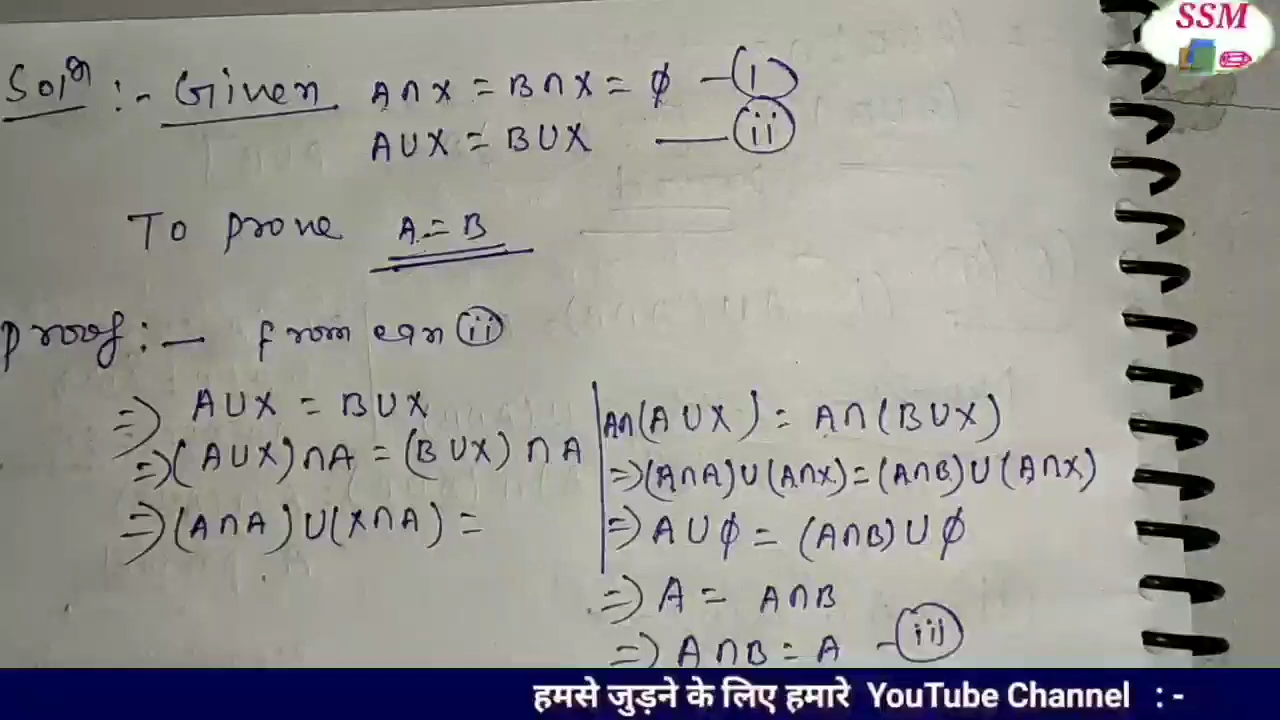 SSM
Solⁿ :- Given A∩X = B∩X = ϕ –(i)
A∪X = B∪X —(ii)
To prove A = B
Proof :— from eqn (ii)
⇒ A∪X = B∪X
⇒ (A∪X)∩A = (B∪X)∩A
⇒ (A∩A)∪(X∩A) =
A∩(A∪X) = A∩(B∪X)
⇒ (A∩A)∪(A∩X) = (A∩B)∪(A∩X)
⇒ A∪ϕ = (A∩B)∪ϕ
⇒ A = A∩B
⇒ A∩B = A –(iii)
हमसे जुड़ने के लिए हमारे YouTube Channel : -